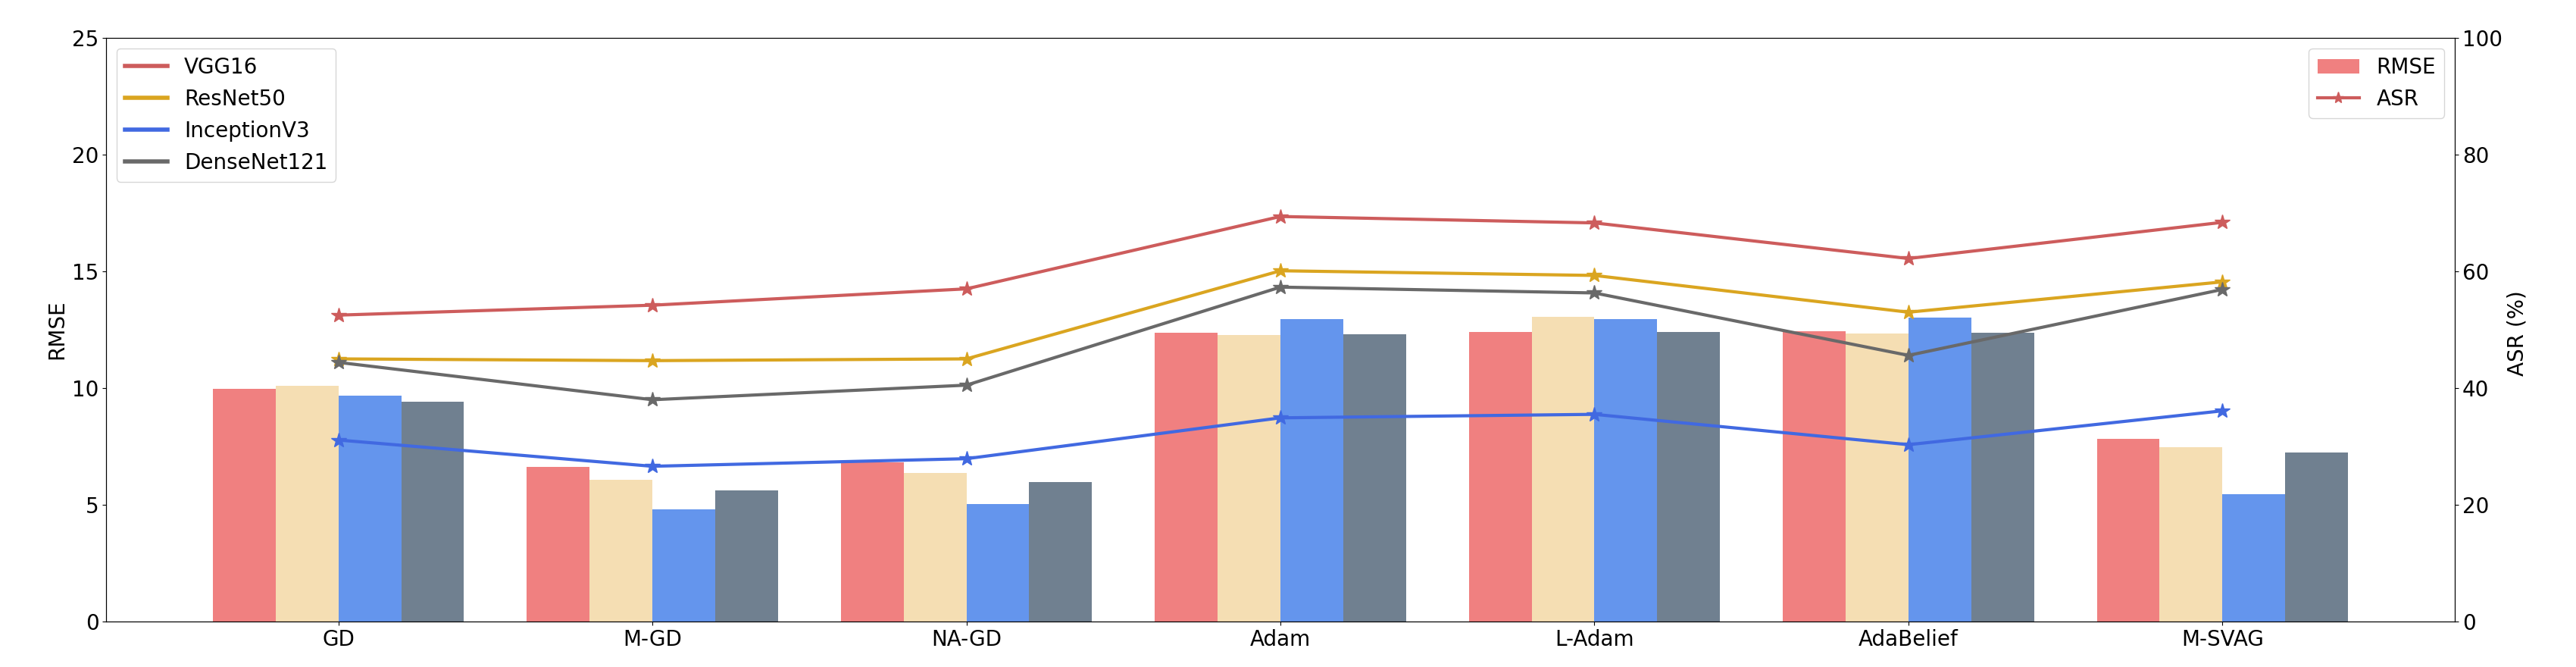 VGG16
ResNet50
InceptionV3
DenseNet121
RMSE
ASR
25
20
15
10
5
0
RMSE
100
80
60
40
20
0
ASR (%)
GD M-GD NA-GD Adam L-Adam AdaBelief M-SVAG